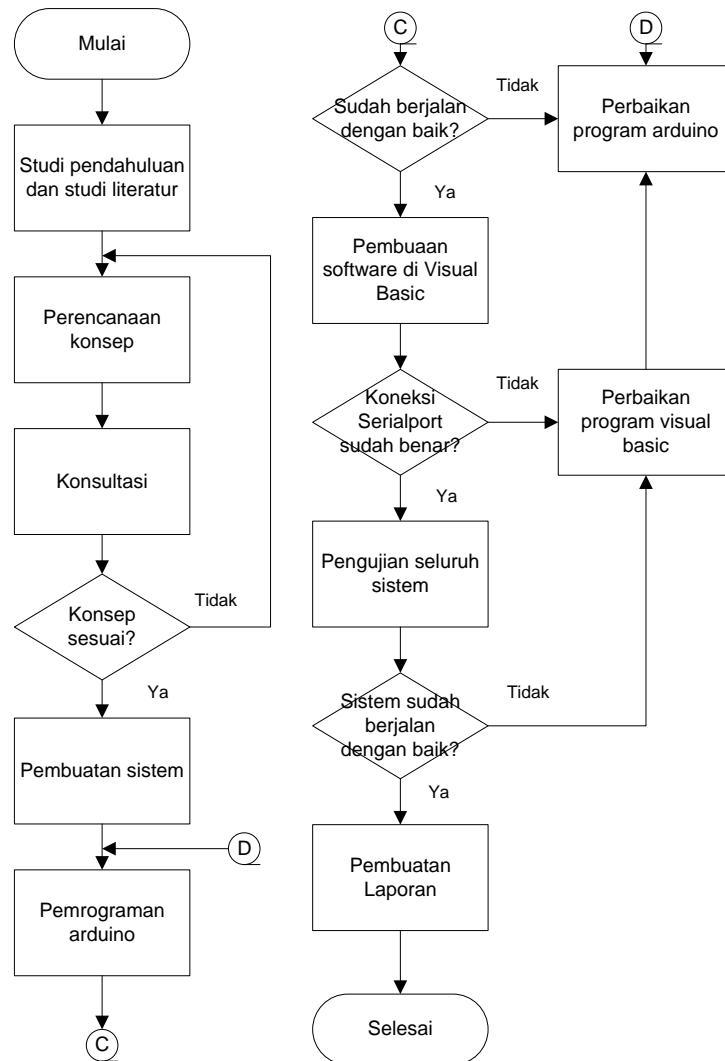 Mulai
Studi pendahuluan
dan studi literatur
Perencanaan
konsep
Konsultasi
Konsep
sesuai?
Tidak
Ya
Pembuatan sistem
D
Pemrograman
arduino
C
C
Sudah berjalan
dengan baik?
Tidak
Ya
D
Perbaikan
program arduino
Pembuaan
software di Visual
Basic
Koneksi
Serialport
sudah benar?
Tidak
Ya
Perbaikan
program visual
basic
Pengujian seluruh
sistem
Sistem sudah
berjalan
dengan baik?
Tidak
Ya
Pembuatan
Laporan
Selesai